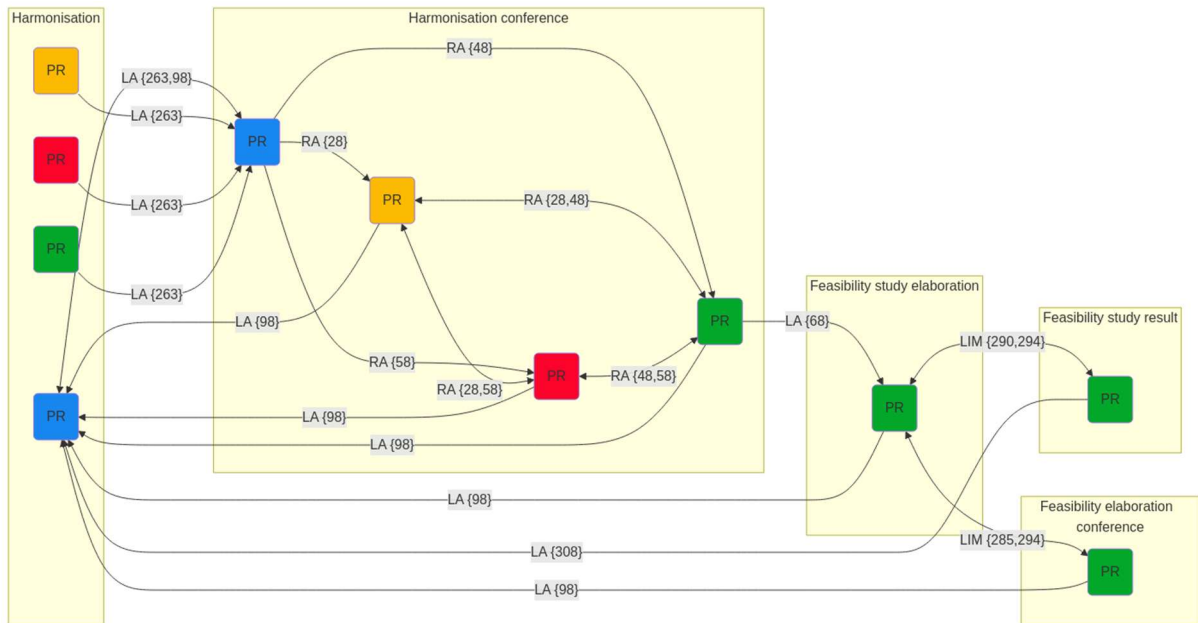 Harmonisation
Harmonisation conference
RA {48}
PR
LA {263,98}
LA {263}
PR
RA {28}
PR
LA {263}
PR
RA {28,48}
PR
LA {263}
Feasibility study elaboration
LA {98}
PR
LA {68}
Feasibility study result
LIM {290,294}
RA {58}
PR
RA {48,58}
RA {28,58}
PR
PR
PR
LA {98}
LA {98}
LA {98}
Feasibility elaboration
conference
LIM {285,294}
LA {308}
PR
LA {98}